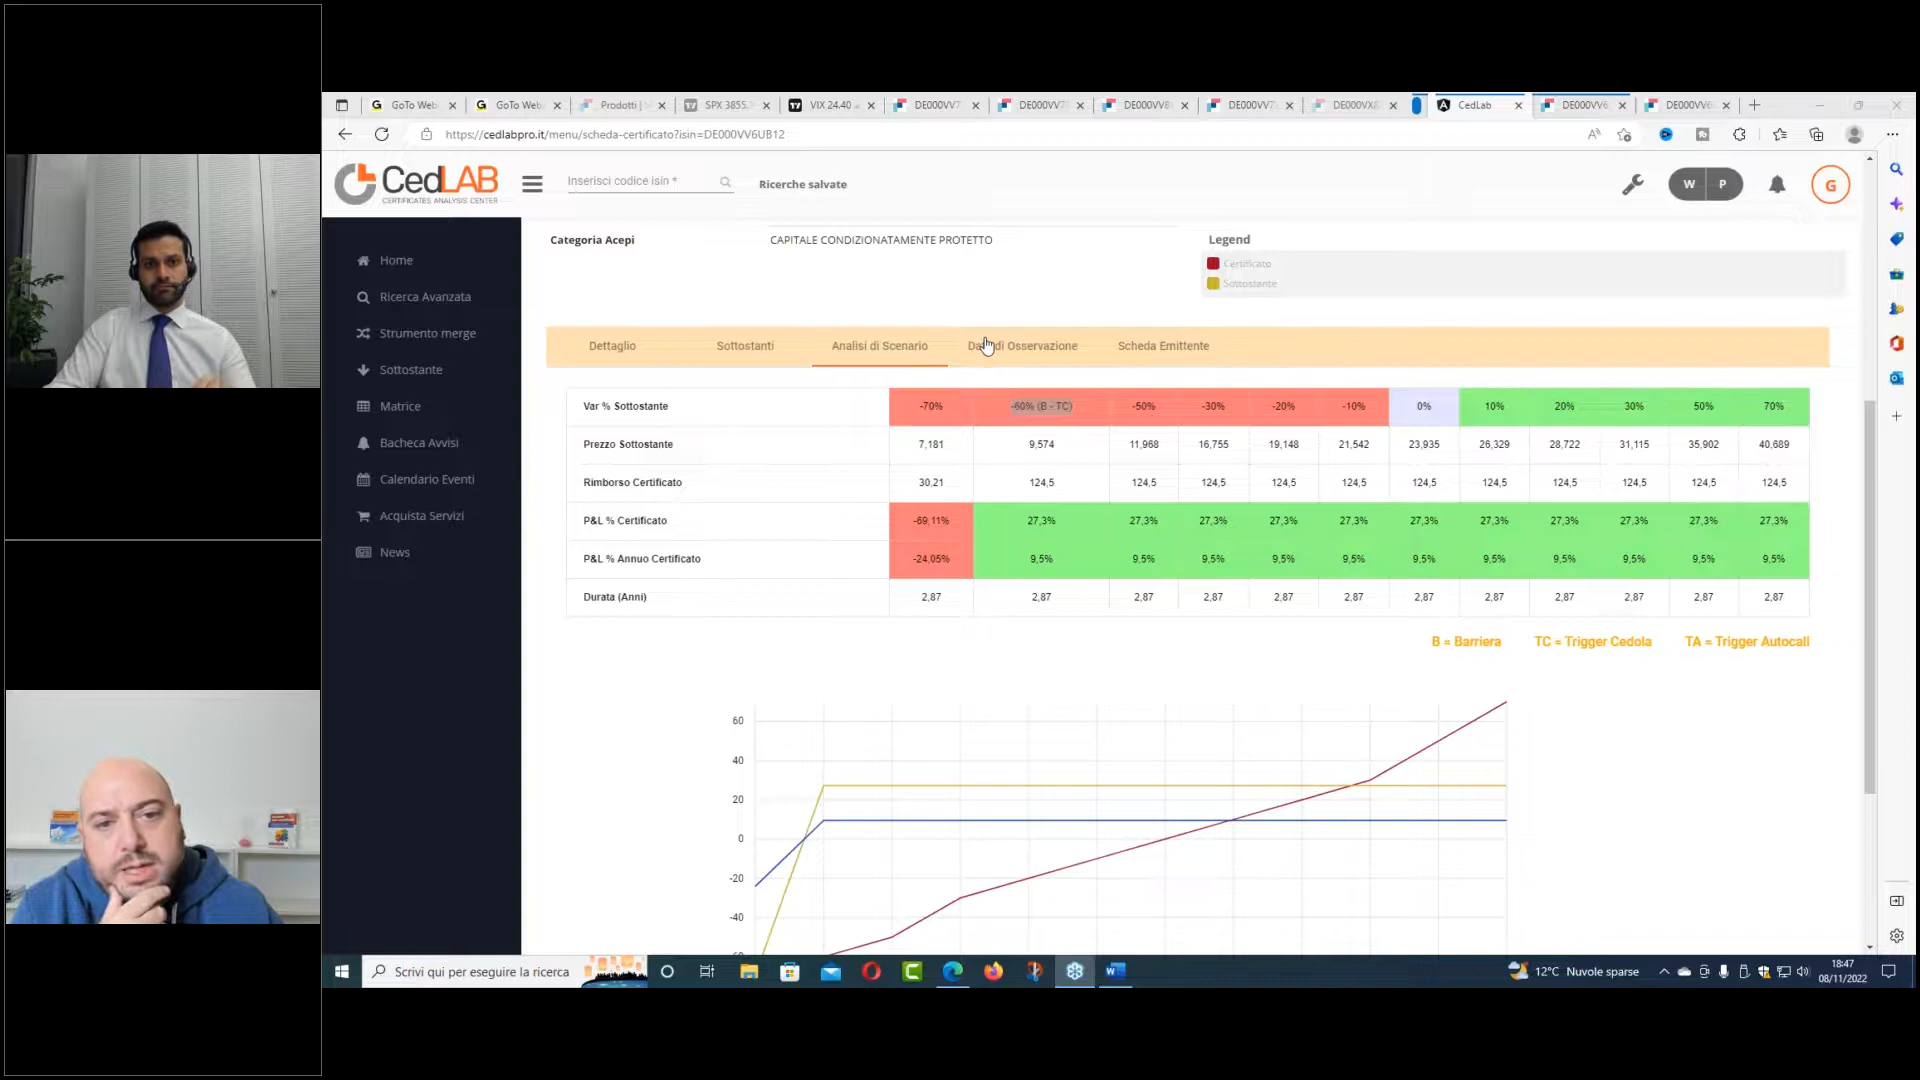 GoTo Web
GoTo Web
Prodotti |
SPX 3855.
VIX 24.40
DE000VV7
DE000VV7
DE000VV8
DE000VV7
DE000VX8
CedLab
DE000VV6
DE000VV6
https://cedlabpro.it/menu/scheda-certificato?isin=DE000VV6UB12
CedLAB
CERTIFICATES ANALYSIS CENTER
Inserisci codice isin *
Ricerche salvate
W P
G
Home
Ricerca Avanzata
Strumento merge
Sottostante
Matrice
Bacheca Avvisi
Calendario Eventi
Acquista Servizi
News
Categoria Acepi CAPITALE CONDIZIONATAMENTE PROTETTO
Legend
Certificato
Sottostante
Dettaglio Sottostanti Analisi di Scenario Date di Osservazione Scheda Emittente
Var % Sottostante -70% -60% (B - TC) -50% -30% -20% -10% 0% 10% 20% 30% 50% 70%
Prezzo Sottostante 7,181 9,574 11,968 16,755 19,148 21,542 23,935 26,329 28,722 31,115 35,902 40,689
Rimborso Certificato 30,21 124,5 124,5 124,5 124,5 124,5 124,5 124,5 124,5 124,5 124,5 124,5
P&L % Certificato -69,11% 27,3% 27,3% 27,3% 27,3% 27,3% 27,3% 27,3% 27,3% 27,3% 27,3% 27,3%
P&L % Annuo Certificato -24,05% 9,5% 9,5% 9,5% 9,5% 9,5% 9,5% 9,5% 9,5% 9,5% 9,5% 9,5%
Durata (Anni) 2,87 2,87 2,87 2,87 2,87 2,87 2,87 2,87 2,87 2,87 2,87 2,87
B = Barriera TC = Trigger Cedola TA = Trigger Autocall
60
40
20
0
-20
-40
Scrivi qui per eseguire la ricerca
12°C Nuvole sparse
18:47
08/11/2022